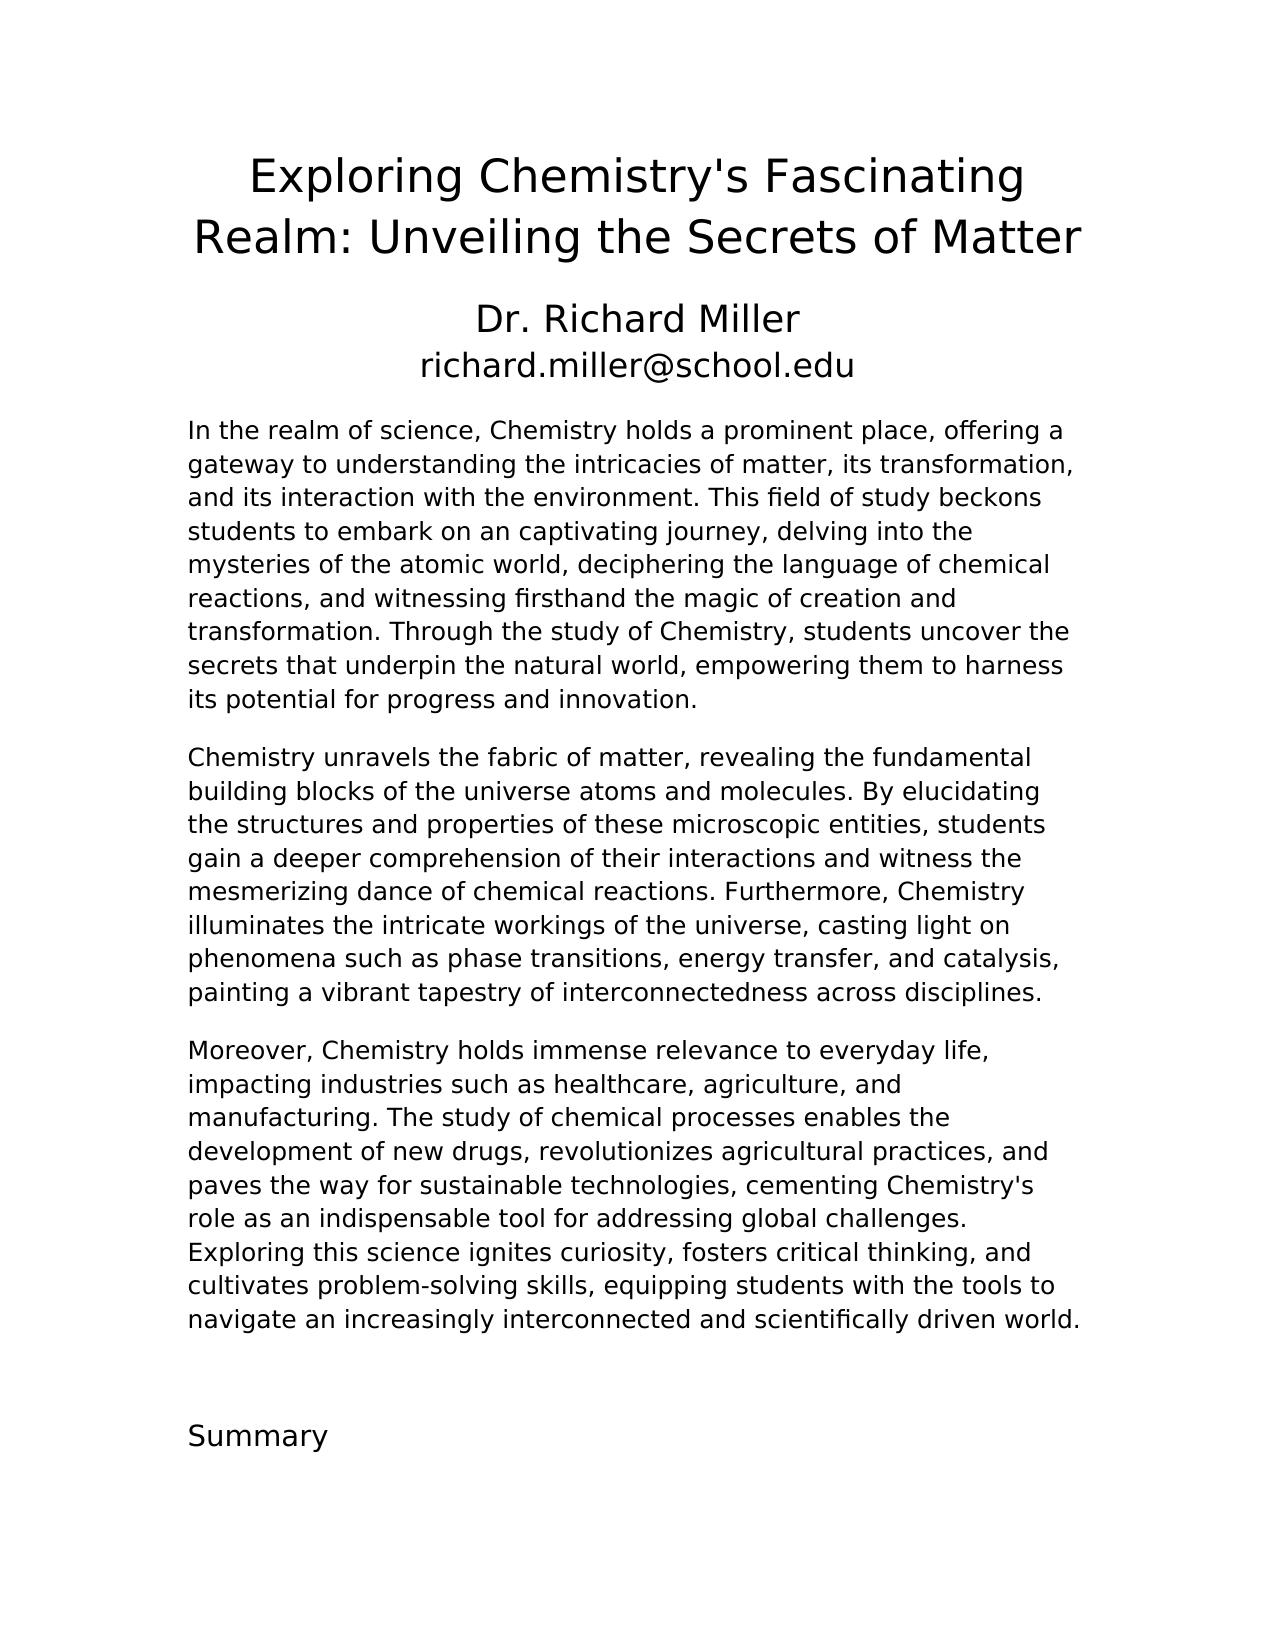 Exploring Chemistry's Fascinating
Realm: Unveiling the Secrets of Matter
Dr. Richard Miller
richard.miller@school.edu
In the realm of science, Chemistry holds a prominent place, offering a
gateway to understanding the intricacies of matter, its transformation,
and its interaction with the environment. This field of study beckons
students to embark on an captivating journey, delving into the
mysteries of the atomic world, deciphering the language of chemical
reactions, and witnessing firsthand the magic of creation and
transformation. Through the study of Chemistry, students uncover the
secrets that underpin the natural world, empowering them to harness
its potential for progress and innovation.
Chemistry unravels the fabric of matter, revealing the fundamental
building blocks of the universe atoms and molecules. By elucidating
the structures and properties of these microscopic entities, students
gain a deeper comprehension of their interactions and witness the
mesmerizing dance of chemical reactions. Furthermore, Chemistry
illuminates the intricate workings of the universe, casting light on
phenomena such as phase transitions, energy transfer, and catalysis,
painting a vibrant tapestry of interconnectedness across disciplines.
Moreover, Chemistry holds immense relevance to everyday life,
impacting industries such as healthcare, agriculture, and
manufacturing. The study of chemical processes enables the
development of new drugs, revolutionizes agricultural practices, and
paves the way for sustainable technologies, cementing Chemistry's
role as an indispensable tool for addressing global challenges.
Exploring this science ignites curiosity, fosters critical thinking, and
cultivates problem-solving skills, equipping students with the tools to
navigate an increasingly interconnected and scientifically driven world.
Summary